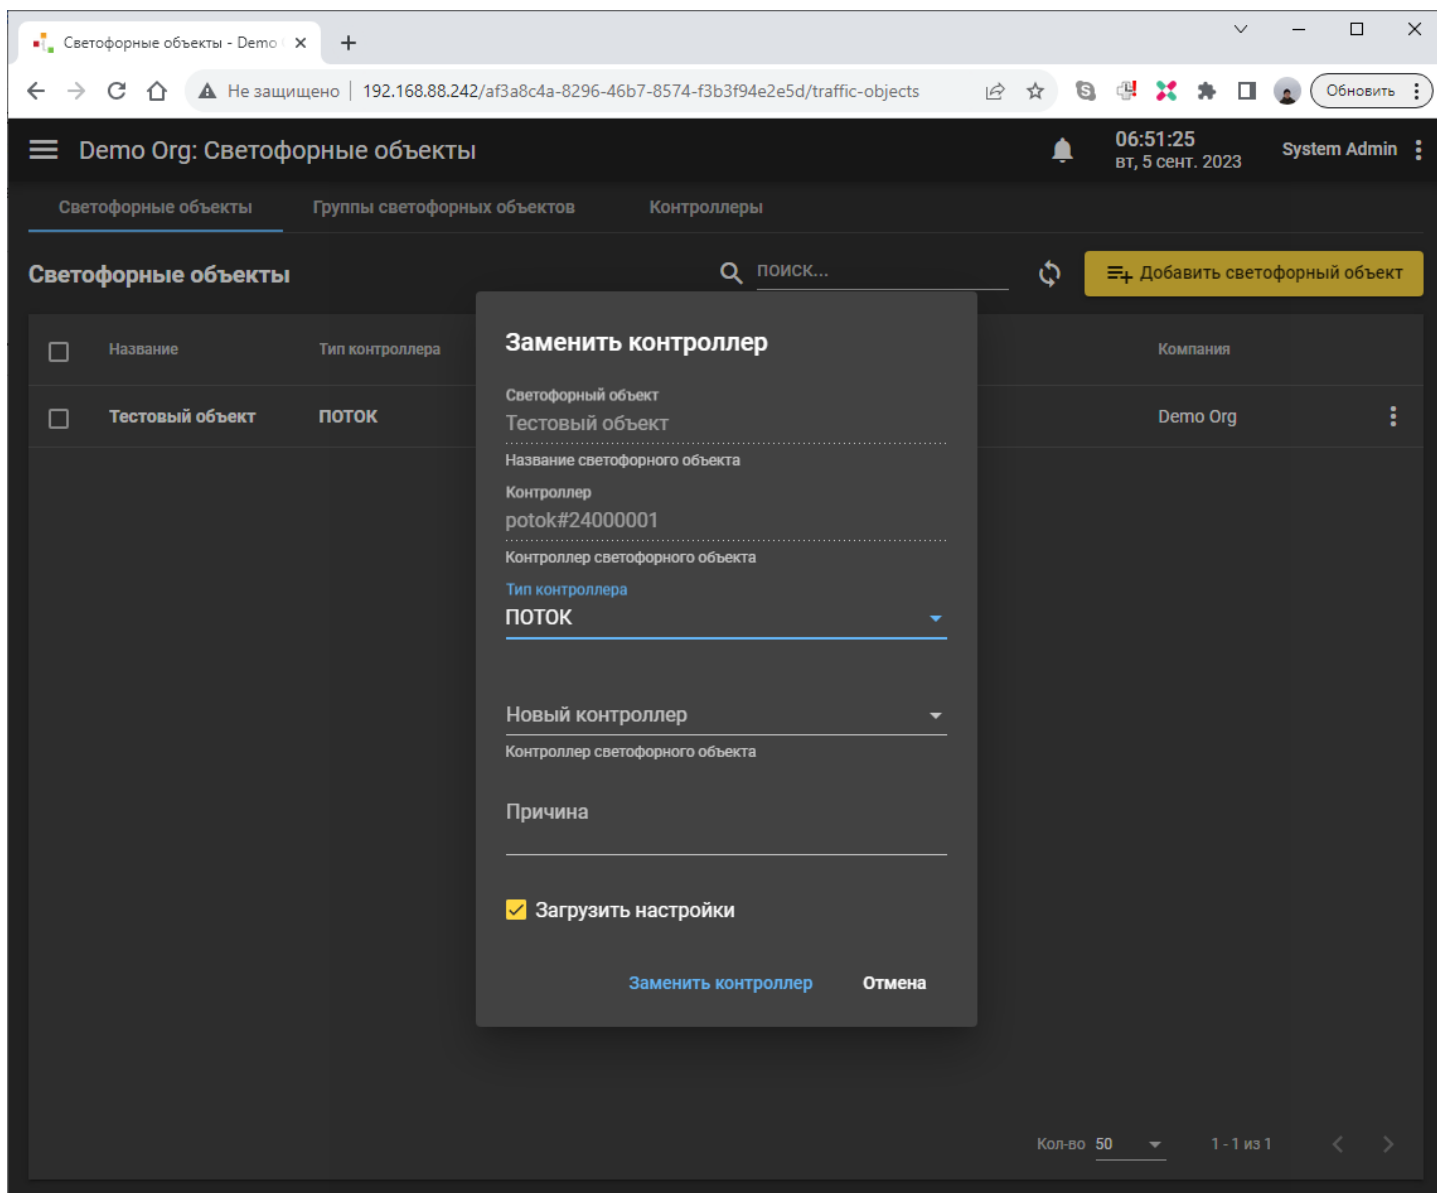 Светофорные объекты - Demo
Не защищено | 192.168.88.242/af3a8c4a-8296-46b7-8574-f3b3f94e2e5d/traffic-objects
Обновить
Demo Org: Светофорные объекты
06:51:25
вт, 5 сент. 2023
System Admin
Светофорные объекты Группы светофорных объектов Контроллеры
Светофорные объекты
поиск...
Добавить светофорный объект
Название Тип контроллера Компания
Тестовый объект ПОТОК Demo Org
Заменить контроллер
Светофорный объект
Тестовый объект
Название светофорного объекта
Контроллер
potok#24000001
Контроллер светофорного объекта
Тип контроллера
ПОТОК
Новый контроллер
Контроллер светофорного объекта
Причина
Загрузить настройки
Заменить контроллер Отмена
Кол-во 50 1 - 1 из 1